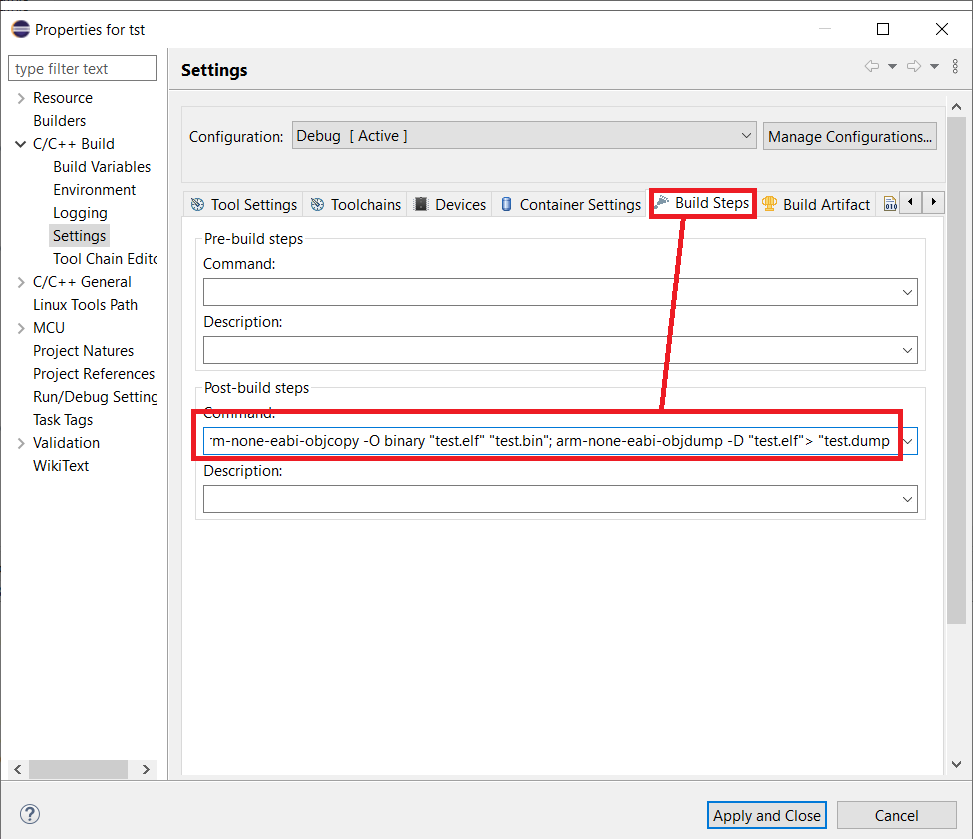 Properties for tst
type filter text
Settings
Resource
Builders
C/C++ Build
Build Variables
Environment
Logging
Settings
Tool Chain Edito
C/C++ General
Linux Tools Path
MCU
Project Natures
Project References
Run/Debug Setting
Task Tags
Validation
WikiText
Configuration:
Debug [ Active ]
Manage Configurations...
Tool Settings
Toolchains
Devices
Container Settings
Build Steps
Build Artifact
Pre-build steps
Command:
Description:
Post-build steps
Command:
rm-none-eabi-objcopy -O binary "test.elf" "test.bin"; arm-none-eabi-objdump -D "test.elf"> "test.dump
Description:
Apply and Close
Cancel